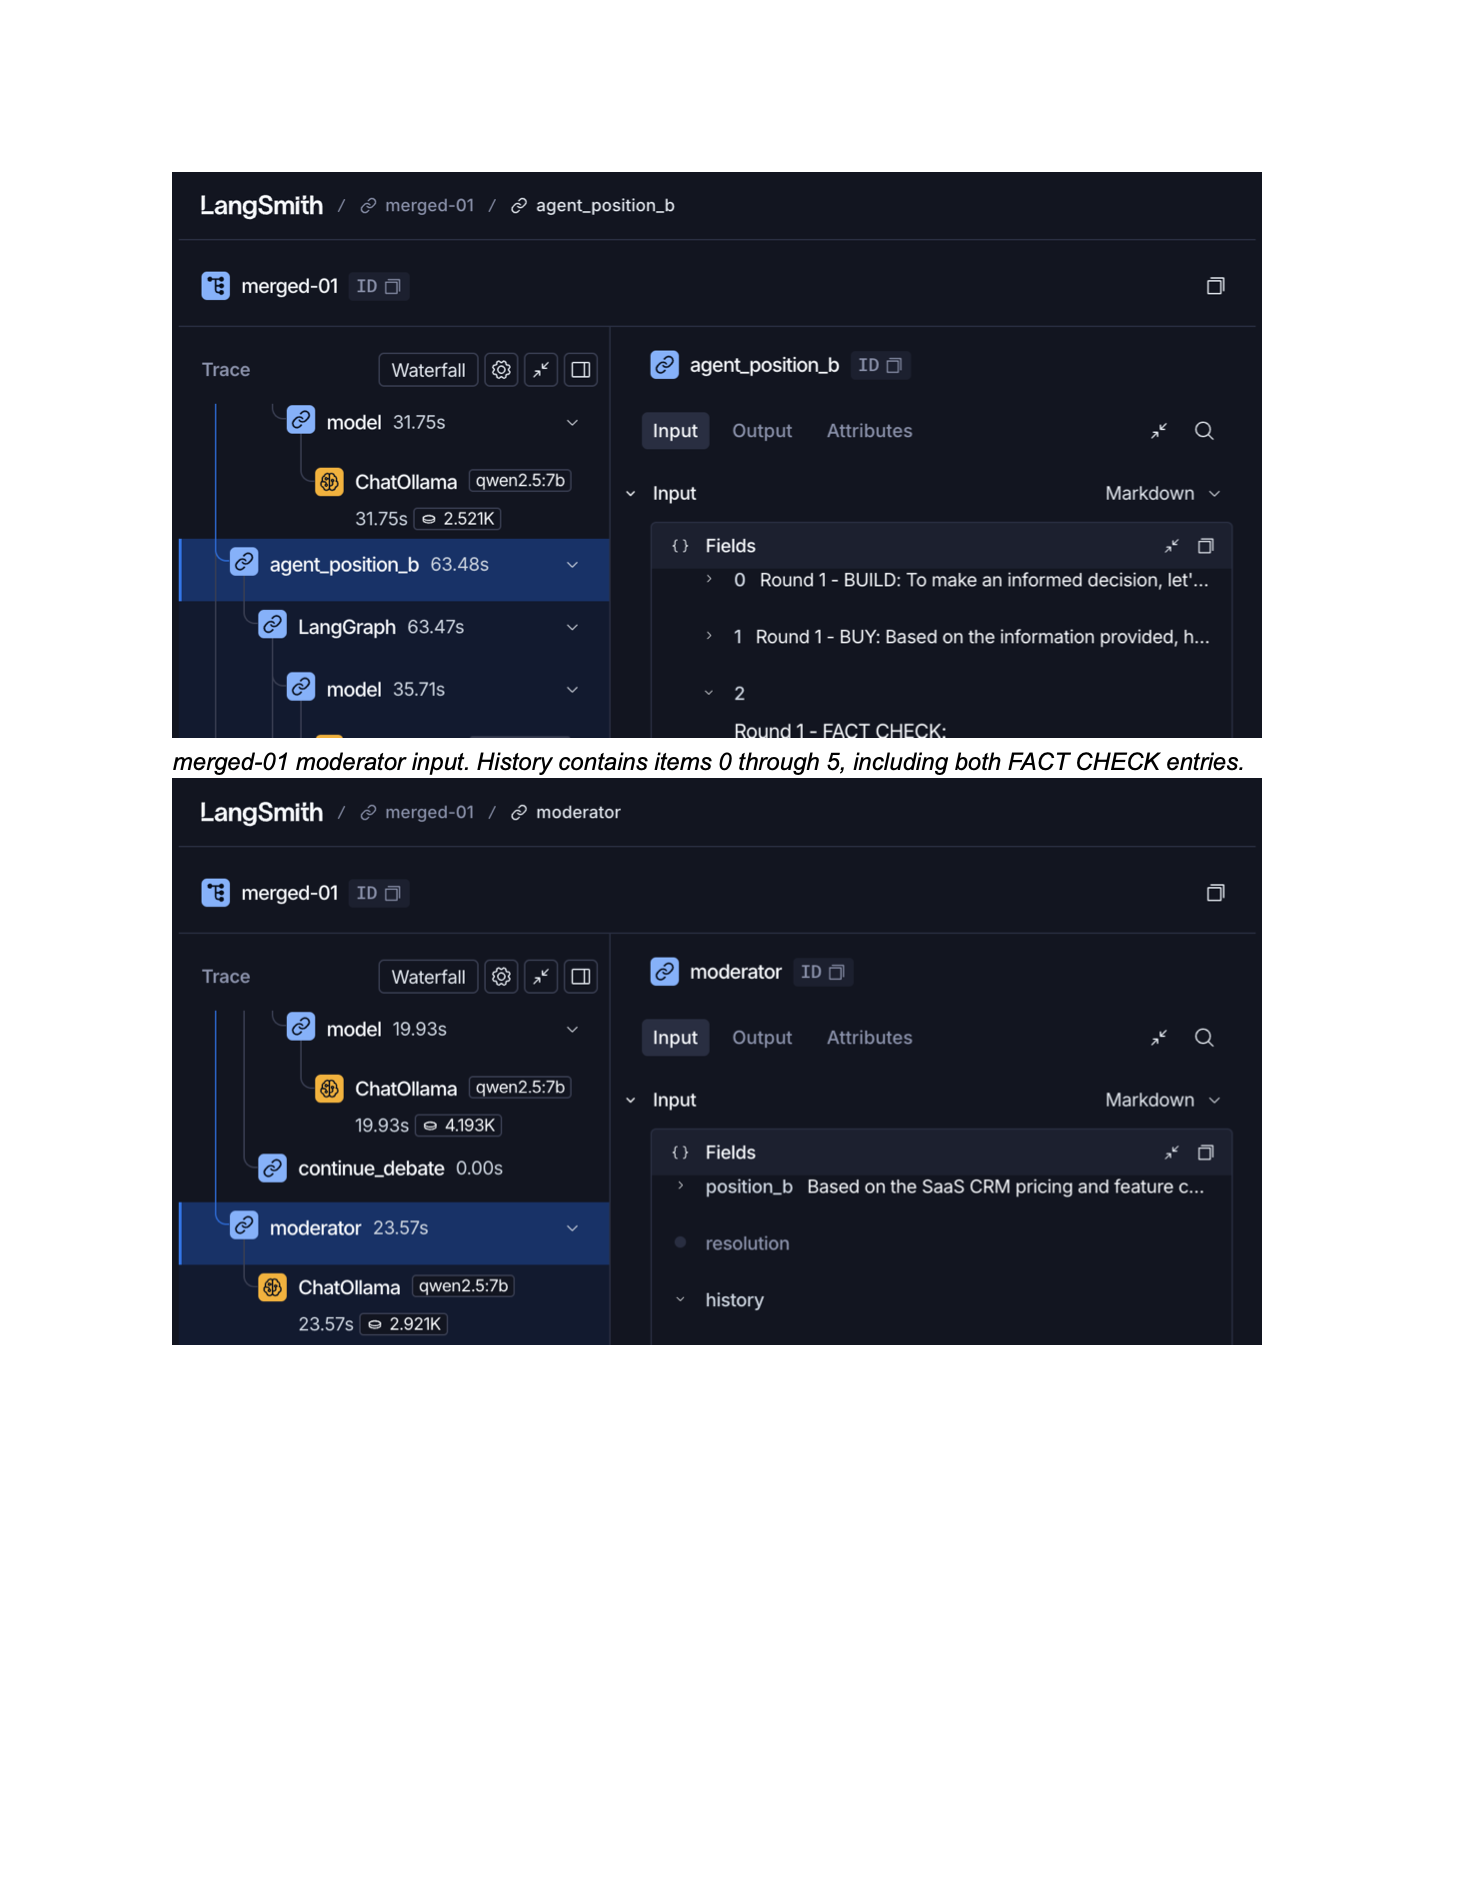 LangSmith / merged-01 / agent_position_b
merged-01 ID
Trace Waterfall
model 31.75s
ChatOllama qwen2.5:7b
31.75s 2.521K
agent_position_b 63.48s
LangGraph 63.47s
model 35.71s
agent_position_b ID
Input Output Attributes
Input Markdown
{} Fields
0 Round 1 - BUILD: To make an informed decision, let'...
1 Round 1 - BUY: Based on the information provided, h...
2
Round 1 - FACT CHECK:
merged-01 moderator input. History contains items 0 through 5, including both FACT CHECK entries.
LangSmith / merged-01 / moderator
merged-01 ID
Trace Waterfall
model 19.93s
ChatOllama qwen2.5:7b
19.93s 4.193K
continue_debate 0.00s
moderator 23.57s
ChatOllama qwen2.5:7b
23.57s 2.921K
moderator ID
Input Output Attributes
Input Markdown
{} Fields
position_b Based on the SaaS CRM pricing and feature c...
resolution
history